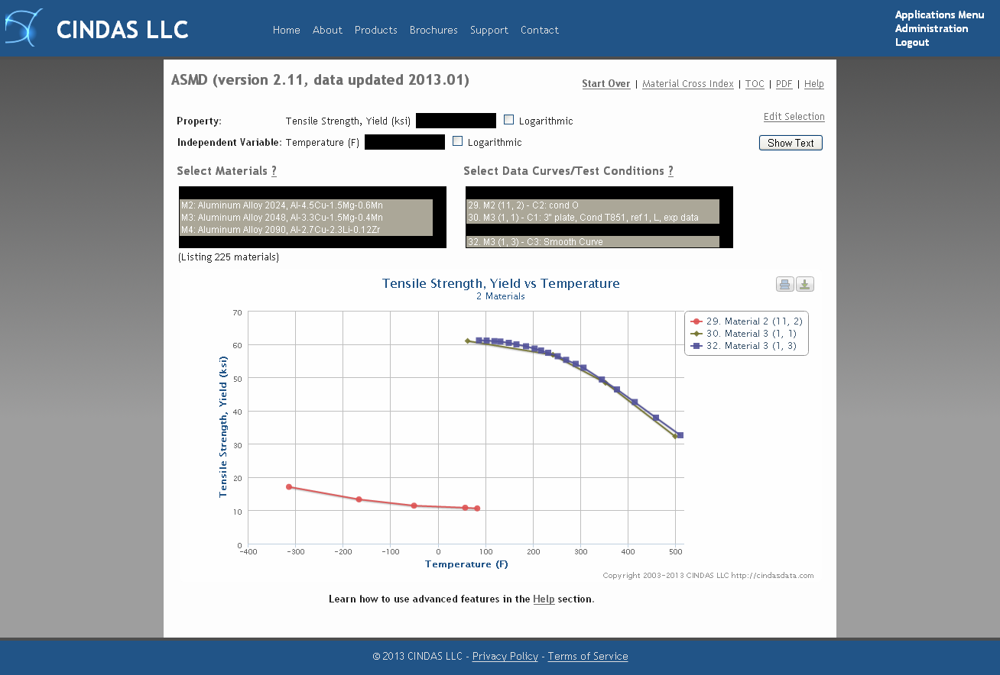 CINDAS LLC
Home About Products Brochures Support Contact
Applications Menu
Administration
Logout
ASMD (version 2.11, data updated 2013.01)
Start Over | Material Cross Index | TOC | PDF | Help
Property: Tensile Strength, Yield (ksi) Logarithmic
Edit Selection
Independent Variable: Temperature (F) Logarithmic
Show Text
Select Materials ?
M2: Aluminum Alloy 2024, Al-4.5Cu-1.5Mg-0.6Mn
M3: Aluminum Alloy 2048, Al-3.3Cu-1.5Mg-0.4Mn
M4: Aluminum Alloy 2090, Al-2.7Cu-2.3Li-0.12Zr
(Listing 225 materials)
Select Data Curves/Test Conditions ?
29. M2 (11, 2) - C2: cond O
30. M3 (1, 1) - C1: 3" plate, Cond T851, ref 1, L, exp data
32. M3 (1, 3) - C3: Smooth Curve
Tensile Strength, Yield vs Temperature
2 Materials
Tensile Strength, Yield (ksi)
70
60
50
40
30
20
10
0
-400 -300 -200 -100 0 100 200 300 400 500
Temperature (F)
29. Material 2 (11, 2)
30. Material 3 (1, 1)
32. Material 3 (1, 3)
Copyright 2003-2013 CINDAS LLC http://cindasdata.com
Learn how to use advanced features in the Help section.
© 2013 CINDAS LLC - Privacy Policy - Terms of Service